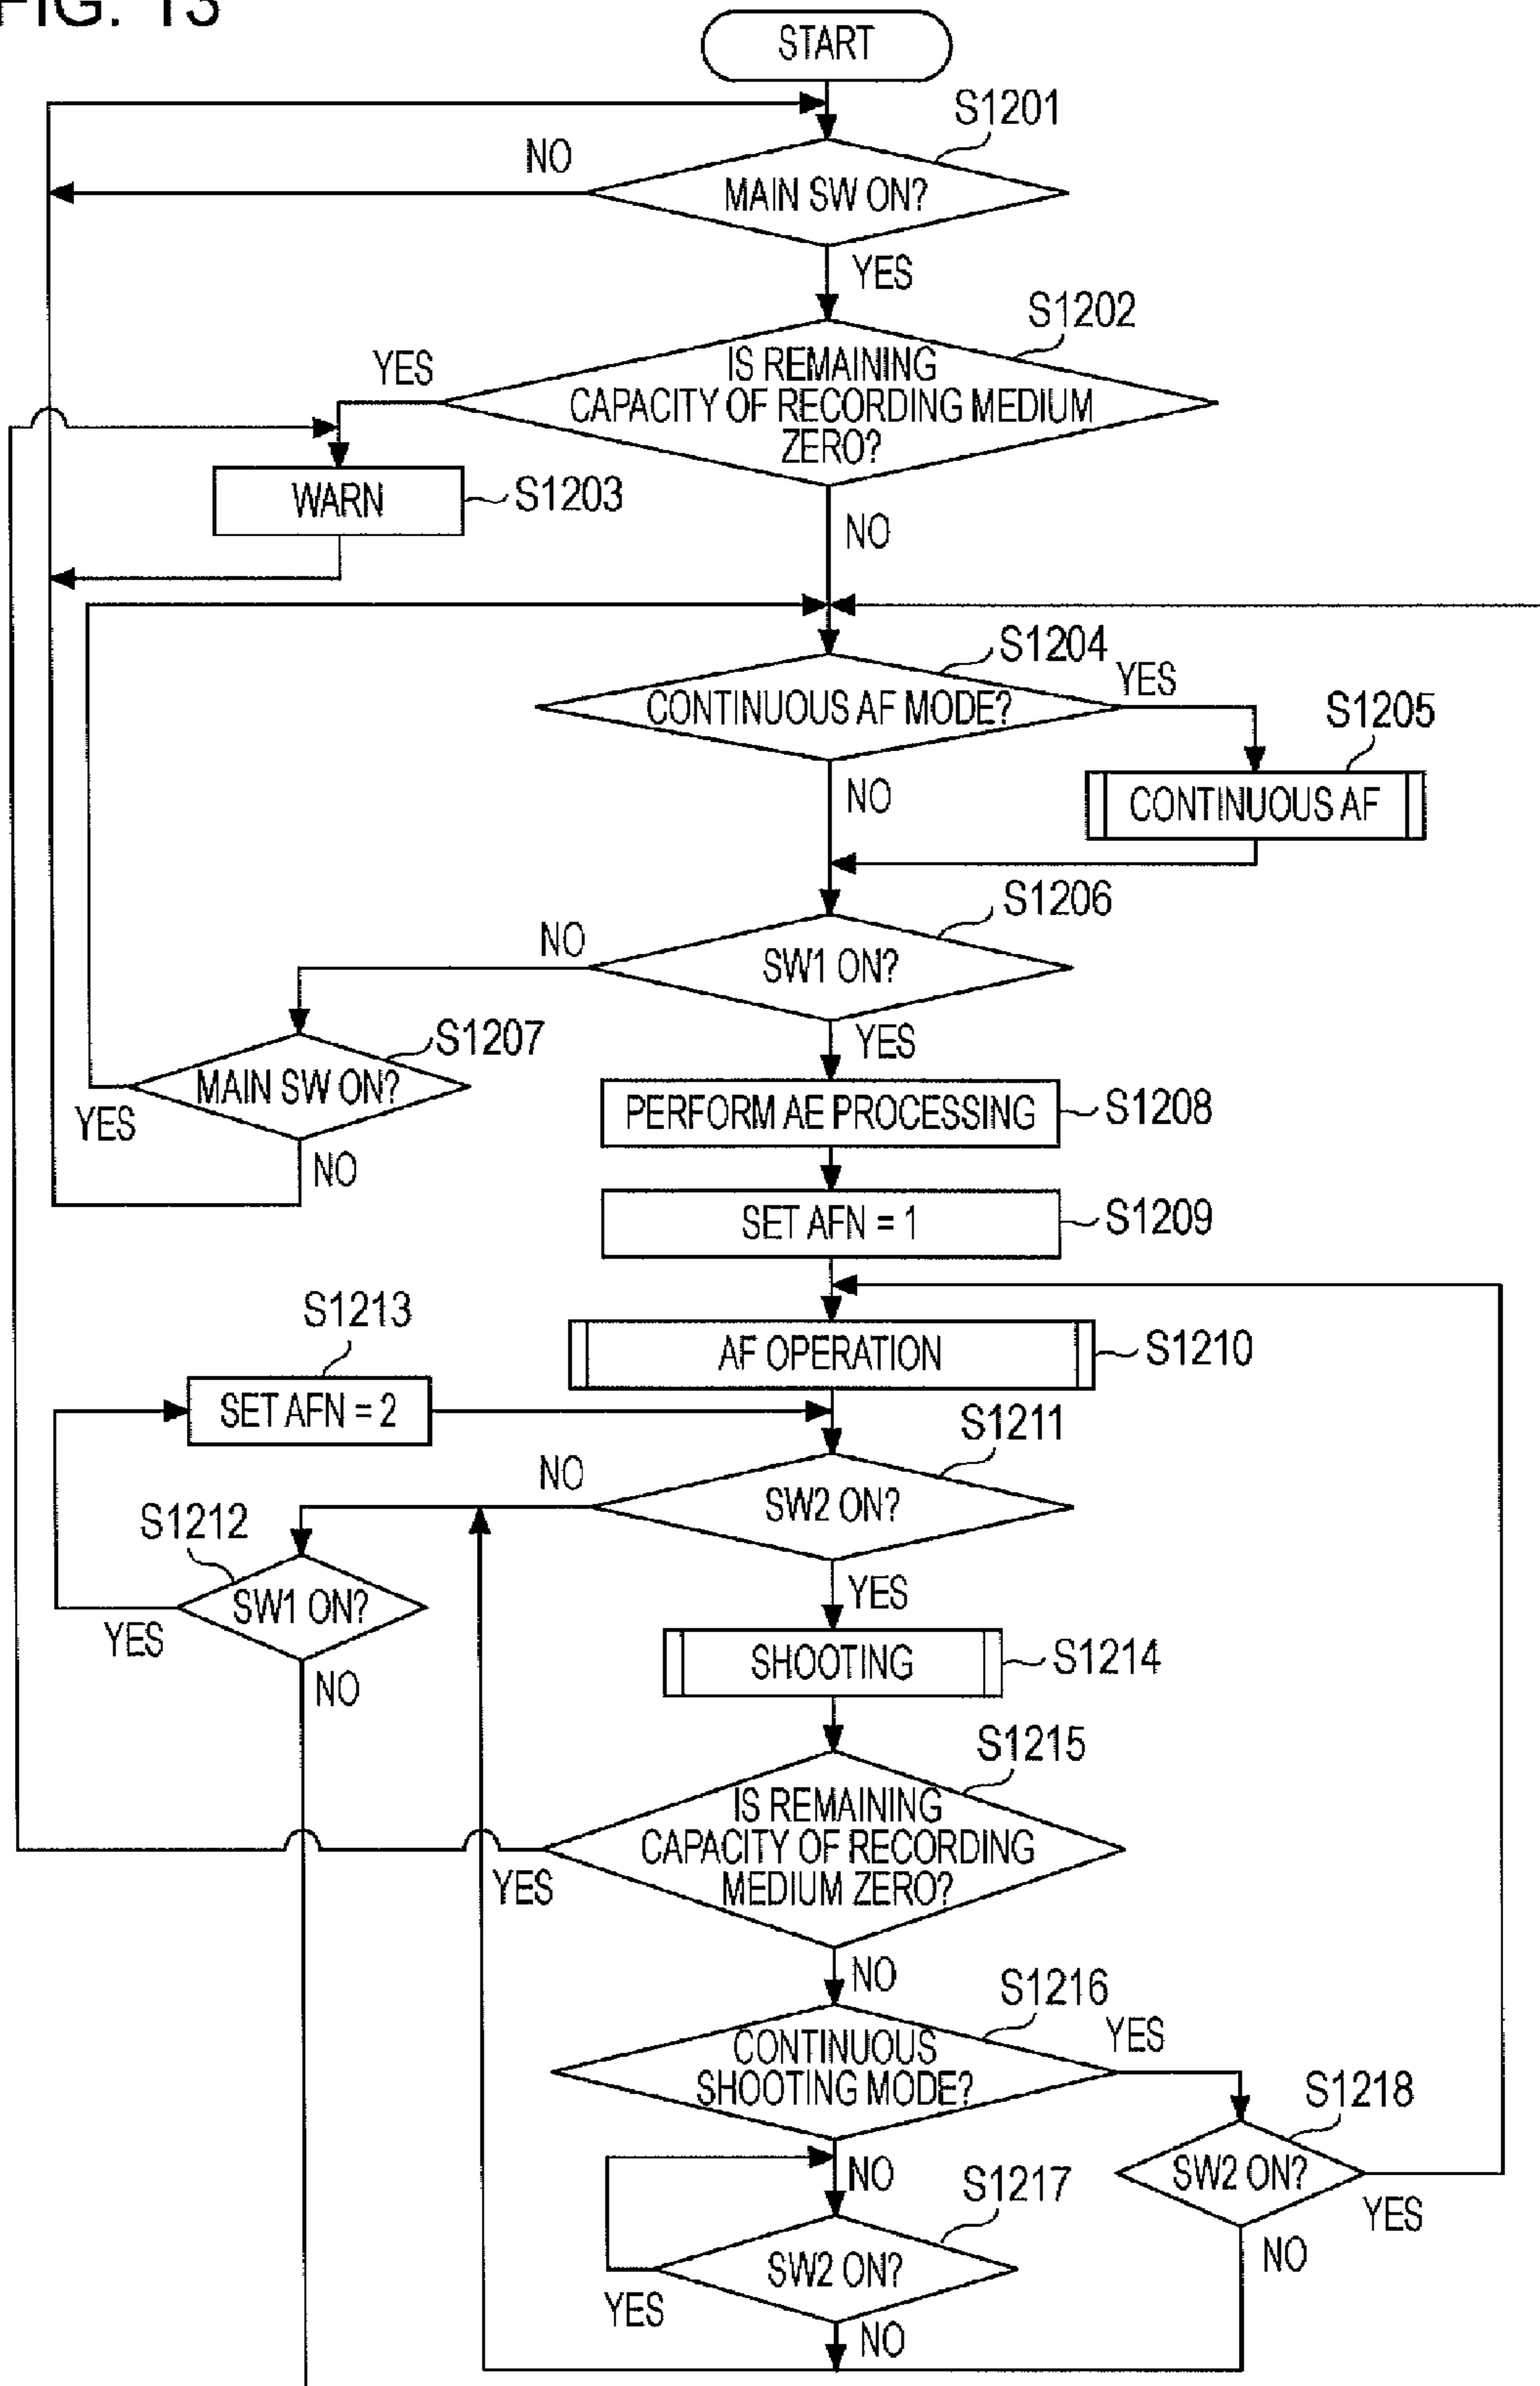 FIG. 13
START
S1201
NO
MAIN SW ON?
YES
S1202
YES
IS REMAINING
CAPACITY OF RECORDING MEDIUM
ZERO?
WARN
S1203
NO
S1204
YES
CONTINUOUS AF MODE?
S1205
NO
CONTINUOUS AF
S1206
NO
SW1 ON?
S1207
YES
MAIN SW ON?
YES
PERFORM AE PROCESSING
S1208
NO
SET AFN = 1
S1209
S1213
AF OPERATION
S1210
SET AFN = 2
S1211
NO
SW2 ON?
S1212
YES
SW1 ON?
YES
SHOOTING
S1214
NO
S1215
IS REMAINING
CAPACITY OF RECORDING
MEDIUM ZERO?
YES
NO
S1216
YES
CONTINUOUS
SHOOTING MODE?
S1218
NO
SW2 ON?
S1217
YES
NO
SW2 ON?
YES
NO